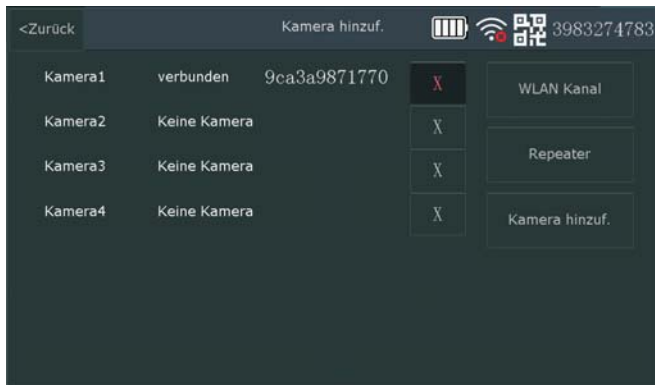 <Zurück Kamera hinzuf. 3983274783
Kamera1 verbunden 9ca3a9871770 X WLAN Kanal
Kamera2 Keine Kamera X
Kamera3 Keine Kamera X Repeater
Kamera4 Keine Kamera X Kamera hinzuf.